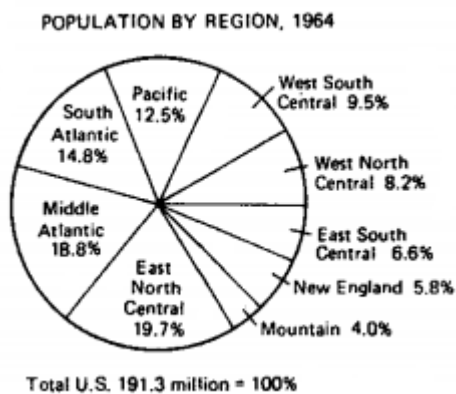 POPULATION BY REGION, 1964
Pacific
12.5%
West South
Central 9.5%
South
Atlantic
14.8%
West North
Central 8.2%
Middle
Atlantic
18.8%
East South
Central 6.6%
East
North
Central
19.7%
New England 5.8%
Mountain 4.0%
Total U.S. 191.3 million = 100%